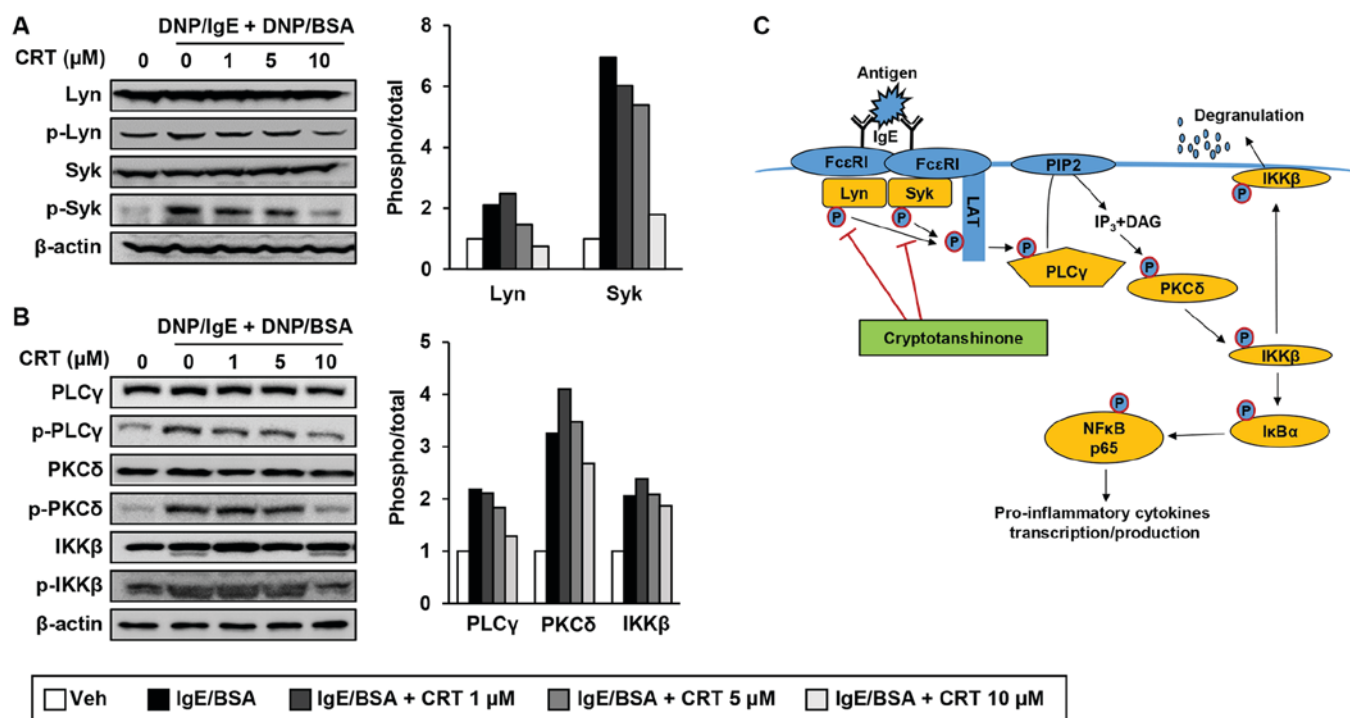 A
DNP/IgE + DNP/BSA
CRT (µM) 0 0 1 5 10
Lyn
p-Lyn
Syk
p-Syk
β-actin
Phospho/total
8
6
4
2
0
Lyn Syk
B
DNP/IgE + DNP/BSA
CRT (µM) 0 0 1 5 10
PLCγ
p-PLCγ
PKCδ
p-PKCδ
IKKβ
p-IKKβ
β-actin
Phospho/total
5
4
3
2
1
0
PLCγ PKCδ IKKβ
C
Antigen
IgE
FcεRI FcεRI
Lyn Syk
P P
LAT
P
PIP2
IP3+DAG
P
PLCγ
P
PKCδ
Degranulation
IKKβ
P
Cryptotanshinone
P
IKKβ
P
IκBα
P
NFκB
p65
Pro-inflammatory cytokines
transcription/production
Veh IgE/BSA IgE/BSA + CRT 1 µM IgE/BSA + CRT 5 µM IgE/BSA + CRT 10 µM